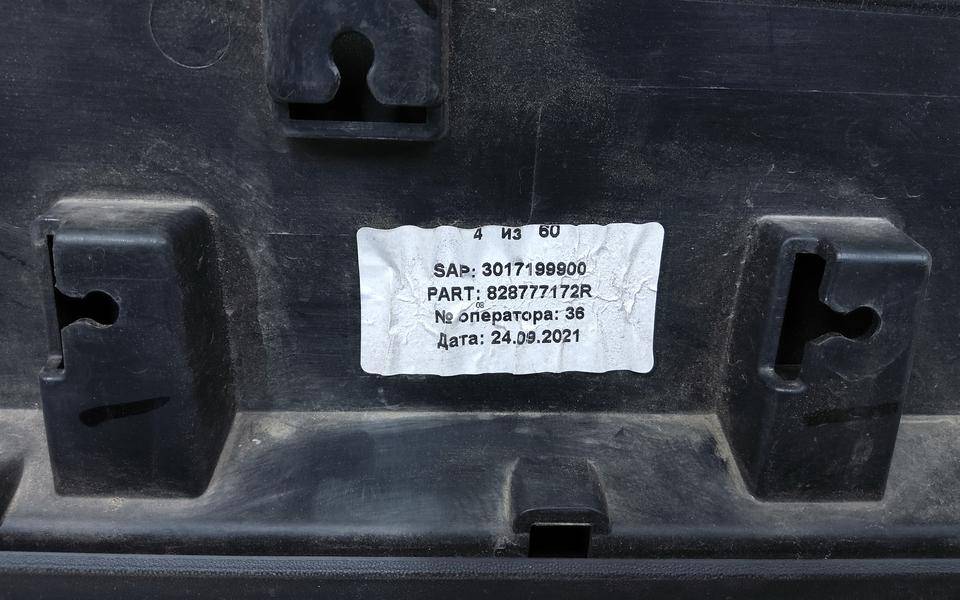 4 из 60
SAP: 3017199900
PART: 828777172R
№ оператора: 36
Дата: 24.09.2021